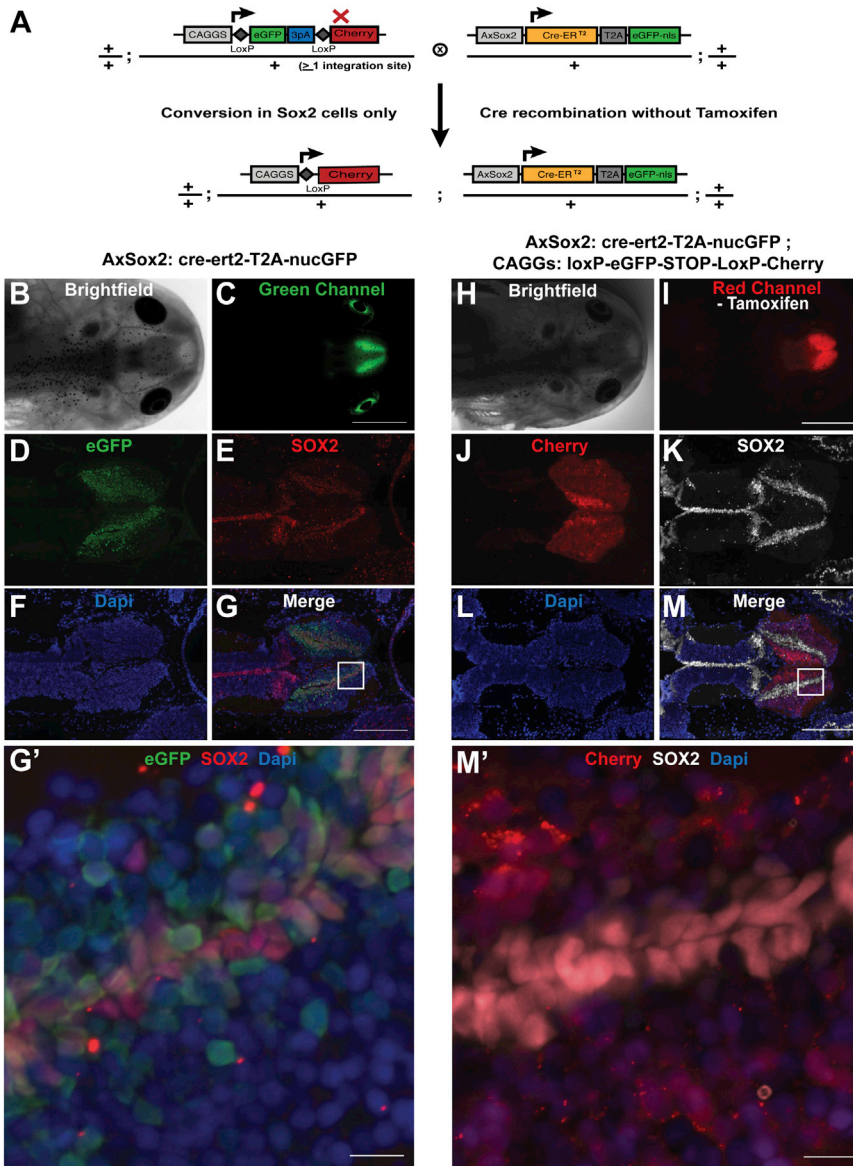 A
CAGGS eGFP 3pA Cherry
LoxP LoxP
+ ; + (≥ 1 integration site) ⊗ + ; +
+ +
AxSox2 Cre-ER T2 T2A eGFP-nls
Conversion in Sox2 cells only Cre recombination without Tamoxifen
CAGGS Cherry AxSox2 Cre-ER T2 T2A eGFP-nls
LoxP
+ ; + ; + ; +
+ +
AxSox2: cre-ert2-T2A-nucGFP
AxSox2: cre-ert2-T2A-nucGFP ;
CAGGs: loxP-eGFP-STOP-LoxP-Cherry
B Brightfield C Green Channel H Brightfield I Red Channel
- Tamoxifen
D eGFP E SOX2 J Cherry K SOX2
F Dapi G Merge L Dapi M Merge
G' eGFP SOX2 Dapi M' Cherry SOX2 Dapi